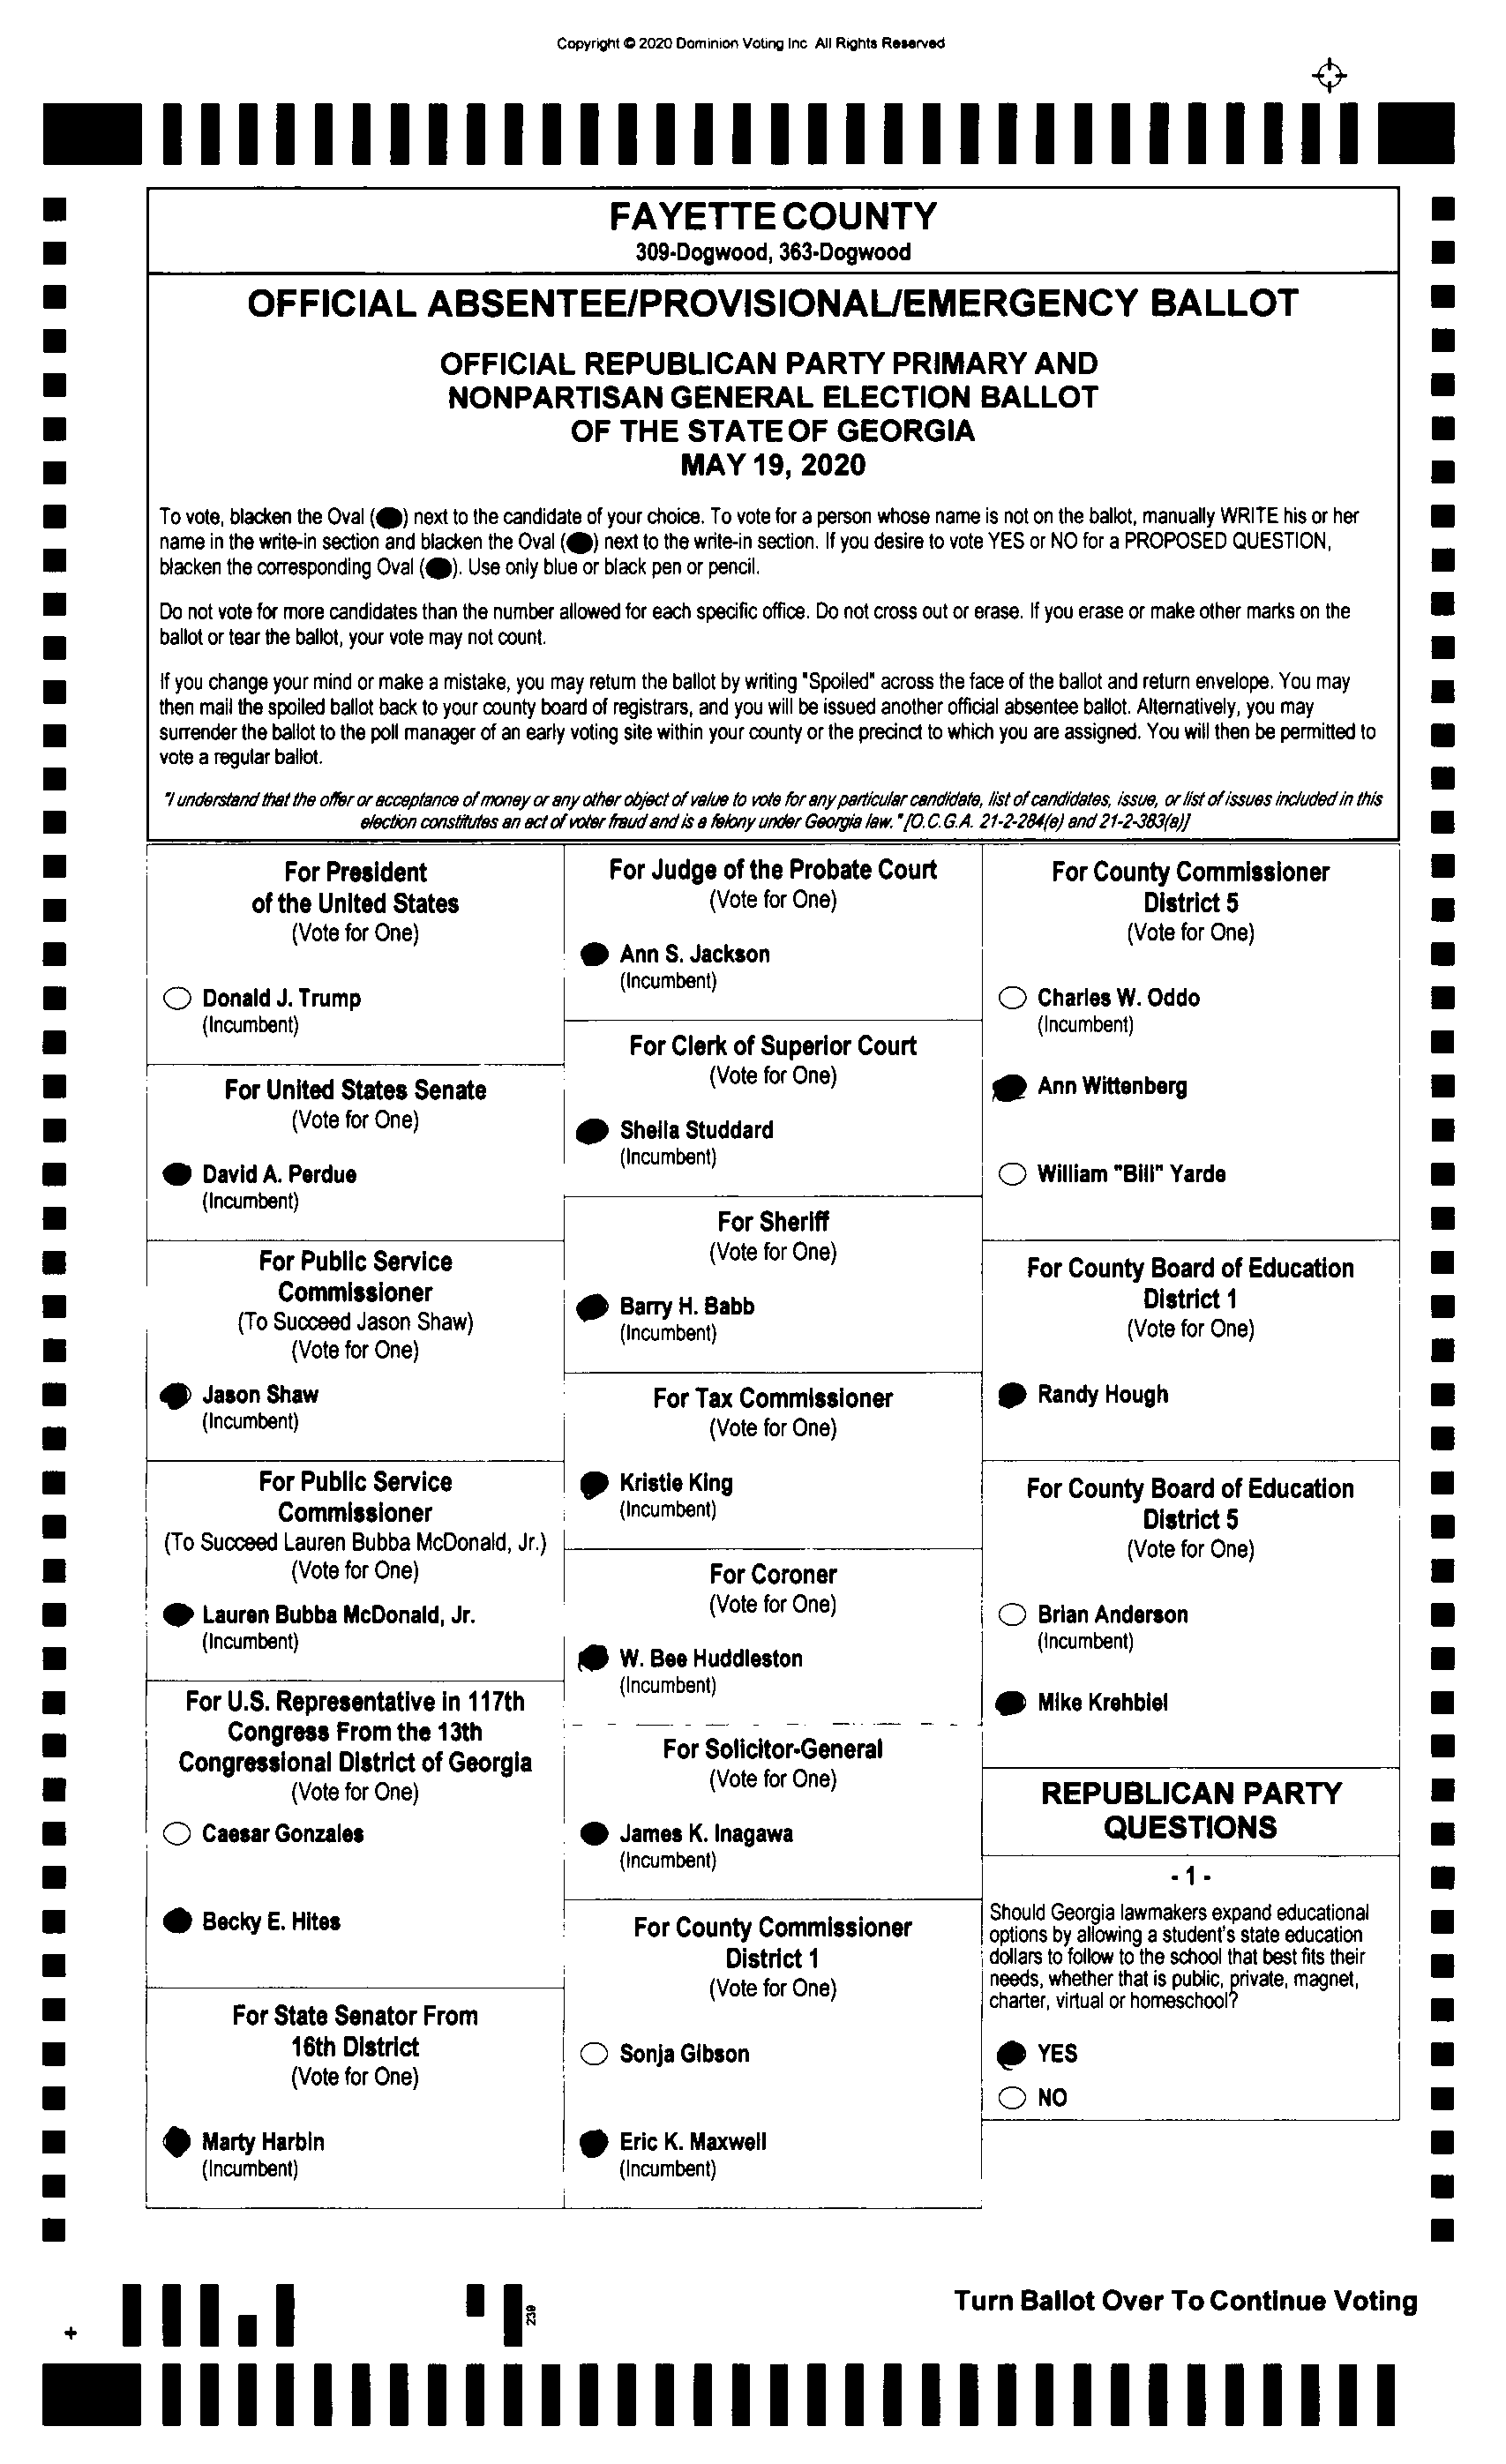 Copyright © 2020 Dominion Voting Inc All Rights Reserved
FAYETTE COUNTY
309-Dogwood, 363-Dogwood
OFFICIAL ABSENTEE/PROVISIONAL/EMERGENCY BALLOT
OFFICIAL REPUBLICAN PARTY PRIMARY AND
NONPARTISAN GENERAL ELECTION BALLOT
OF THE STATE OF GEORGIA
MAY 19, 2020
To vote, blacken the Oval ( ) next to the candidate of your choice. To vote for a person whose name is not on the ballot, manually WRITE his or her
name in the write-in section and blacken the Oval ( ) next to the write-in section. If you desire to vote YES or NO for a PROPOSED QUESTION,
blacken the corresponding Oval ( ). Use only blue or black pen or pencil.
Do not vote for more candidates than the number allowed for each specific office. Do not cross out or erase. If you erase or make other marks on the
ballot or tear the ballot, your vote may not count.
If you change your mind or make a mistake, you may return the ballot by writing "Spoiled" across the face of the ballot and return envelope. You may
then mail the spoiled ballot back to your county board of registrars, and you will be issued another official absentee ballot. Alternatively, you may
surrender the ballot to the poll manager of an early voting site within your county or the precinct to which you are assigned. You will then be permitted to
vote a regular ballot.
"I understand that the offer or acceptance of money or any other object of value to vote for any particular candidate, list of candidates, issue, or list of issues included in this
election constitutes an act of voter fraud and is a felony under Georgia law." [O.C.G.A. 21-2-284(e) and 21-2-383(a)]
For President
of the United States
(Vote for One)
Donald J. Trump
(Incumbent)
For United States Senate
(Vote for One)
David A. Perdue
(Incumbent)
For Public Service
Commissioner
(To Succeed Jason Shaw)
(Vote for One)
Jason Shaw
(Incumbent)
For Public Service
Commissioner
(To Succeed Lauren Bubba McDonald, Jr.)
(Vote for One)
Lauren Bubba McDonald, Jr.
(Incumbent)
For U.S. Representative in 117th
Congress From the 13th
Congressional District of Georgia
(Vote for One)
Caesar Gonzales
Becky E. Hites
For State Senator From
16th District
(Vote for One)
Marty Harbin
(Incumbent)
For Judge of the Probate Court
(Vote for One)
Ann S. Jackson
(Incumbent)
For Clerk of Superior Court
(Vote for One)
Sheila Studdard
(Incumbent)
For Sheriff
(Vote for One)
Barry H. Babb
(Incumbent)
For Tax Commissioner
(Vote for One)
Kristie King
(Incumbent)
For Coroner
(Vote for One)
W. Bee Huddleston
(Incumbent)
For Solicitor-General
(Vote for One)
James K. Inagawa
(Incumbent)
For County Commissioner
District 1
(Vote for One)
Sonja Gibson
Eric K. Maxwell
(Incumbent)
For County Commissioner
District 5
(Vote for One)
Charles W. Oddo
(Incumbent)
Ann Wittenberg
William "Bill" Yarde
For County Board of Education
District 1
(Vote for One)
Randy Hough
For County Board of Education
District 5
(Vote for One)
Brian Anderson
(Incumbent)
Mike Krehbiel
REPUBLICAN PARTY
QUESTIONS
- 1 -
Should Georgia lawmakers expand educational
options by allowing a student's state education
dollars to follow to the school that best fits their
needs, whether that is public, private, magnet,
charter, virtual or homeschool?
YES
NO
Turn Ballot Over To Continue Voting
239